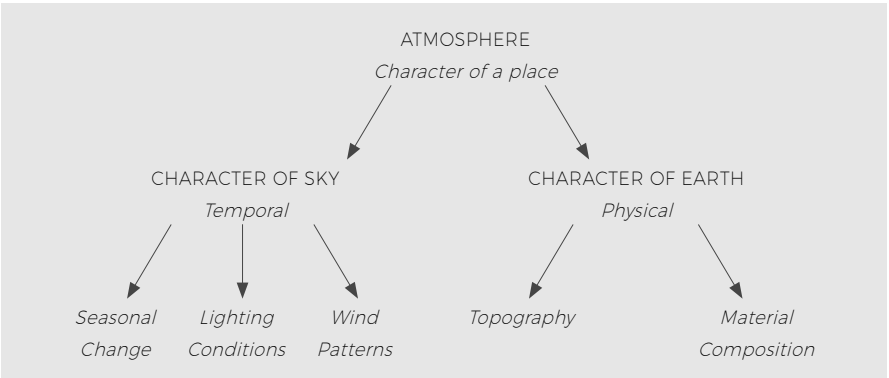 ATMOSPHERE
Character of a place
CHARACTER OF SKY
Temporal
CHARACTER OF EARTH
Physical
Seasonal
Change
Lighting
Conditions
Wind
Patterns
Topography
Material
Composition